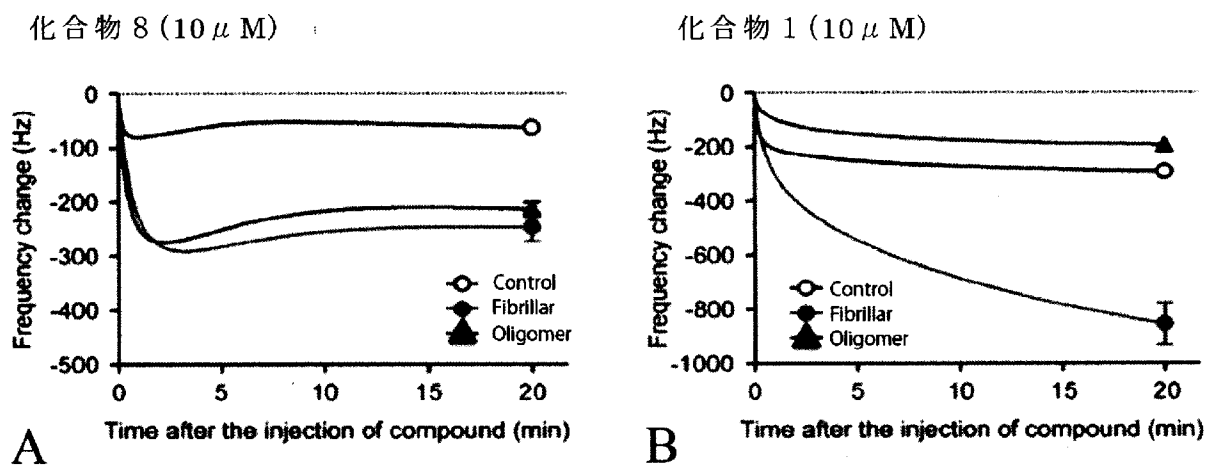 化合物 8 (10 μ M)
Frequency change (Hz)
0
-100
-200
-300
-400
-500
0
5
10
15
20
Control
Fibrillar
Oligomer
Time after the injection of compound (min)
A
化合物 1 (10 μ M)
Frequency change (Hz)
0
-200
-400
-600
-800
-1000
0
5
10
15
20
Control
Fibrillar
Oligomer
Time after the injection of compound (min)
B